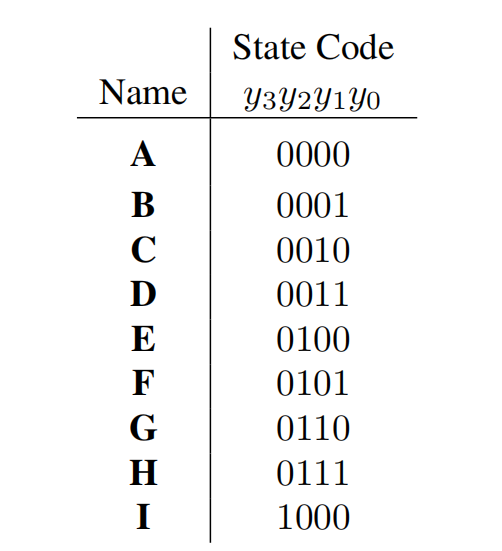 State Code
Name y₃y₂y₁y₀
A 0000
B 0001
C 0010
D 0011
E 0100
F 0101
G 0110
H 0111
I 1000